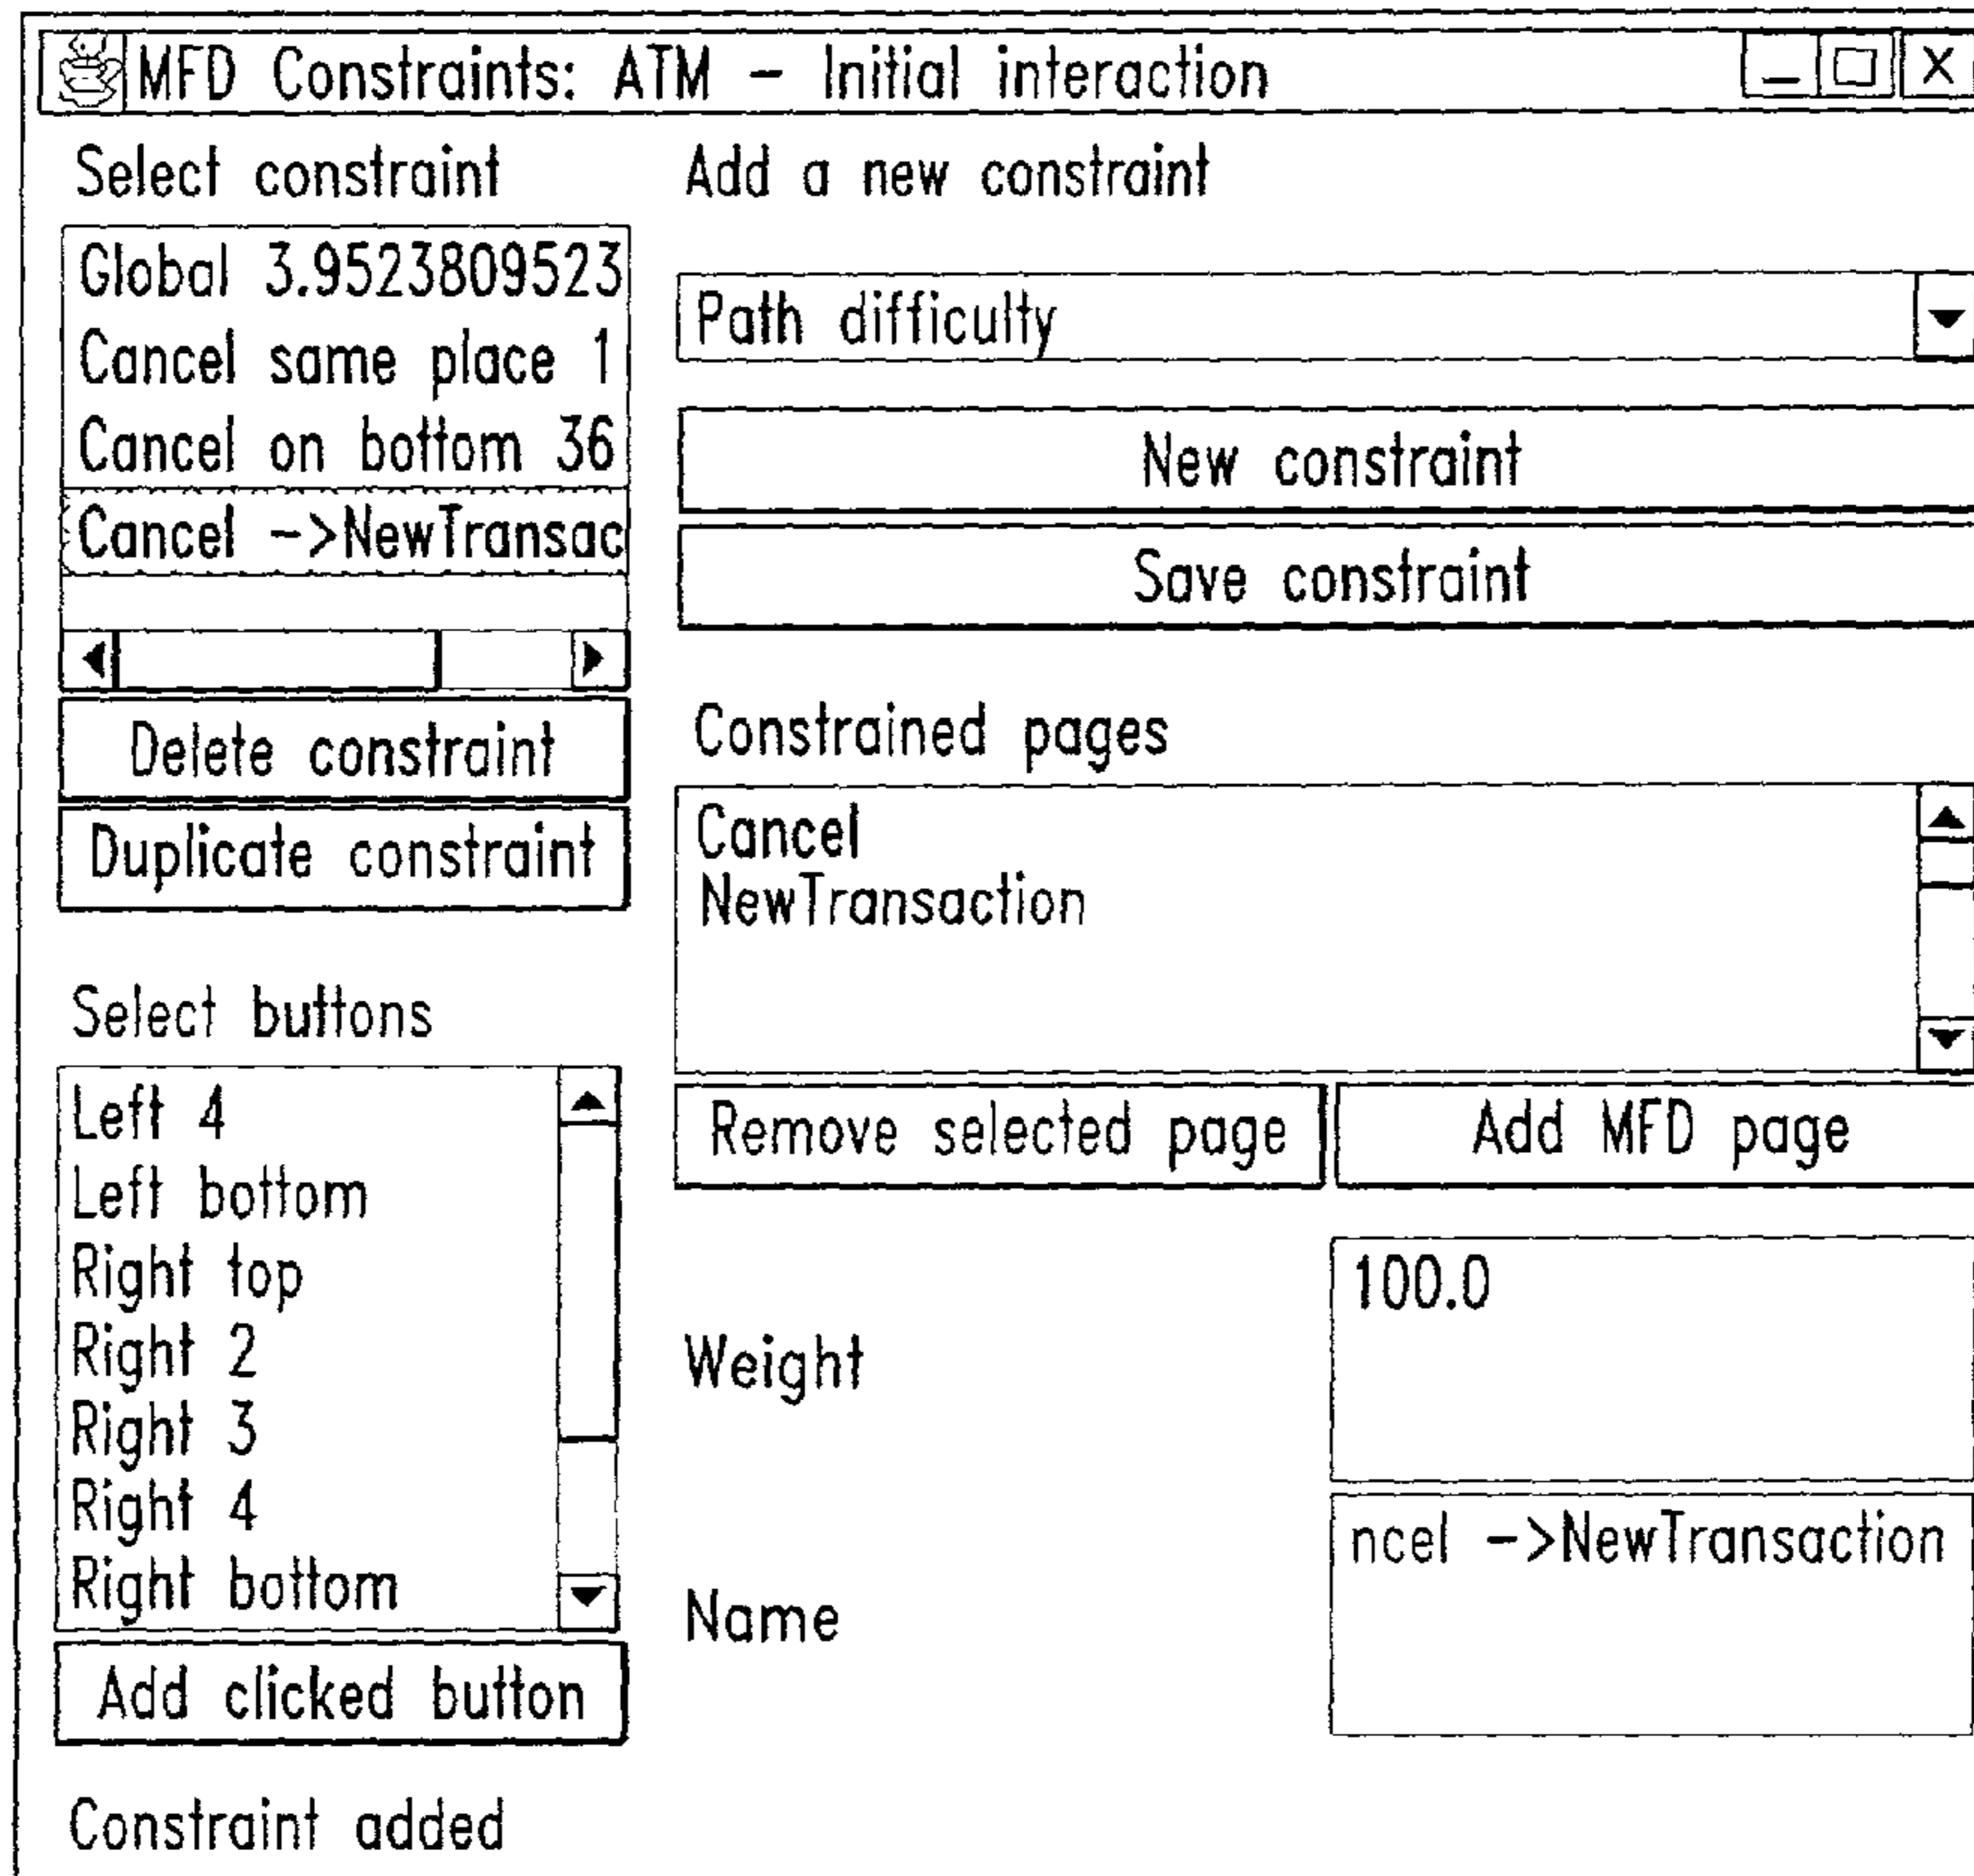 MFD Constraints: ATM – Initial interaction
Select constraint
Global 3.9523809523
Cancel same place 1
Cancel on bottom 36
Cancel ->NewTransac
Delete constraint
Duplicate constraint
Select buttons
Left 4
Left bottom
Right top
Right 2
Right 3
Right 4
Right bottom
Add clicked button
Constraint added
Add a new constraint
Path difficulty
New constraint
Save constraint
Constrained pages
Cancel
NewTransaction
Remove selected page
Add MFD page
Weight
100.0
Name
ncel ->NewTransaction